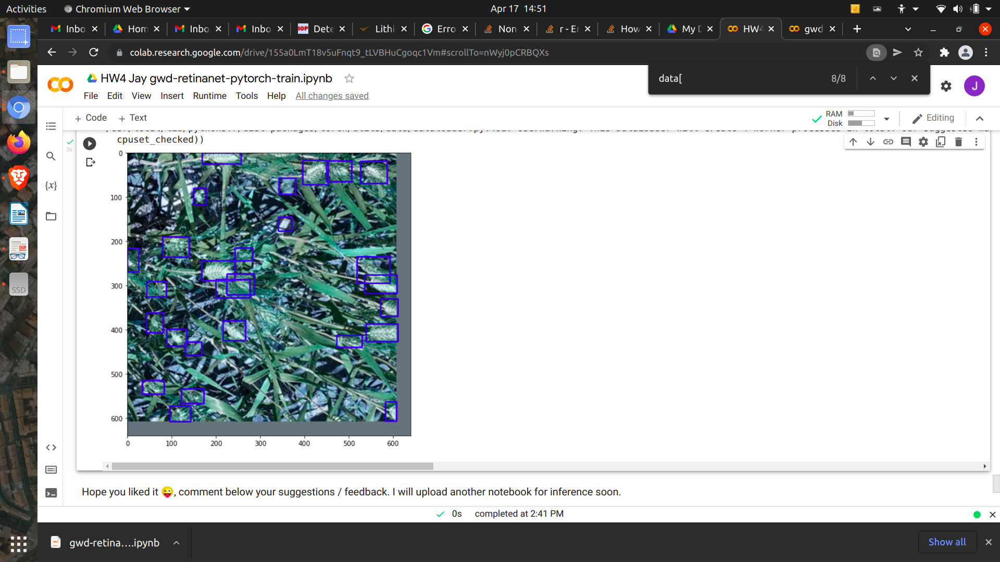 Activities Chromium Web Browser Apr 17 14:51
Inbo Hom Inbo Inbo IOP Dete Lithi Erro Non- r - Er How My D HW4 gwd
colab.research.google.com/drive/155a0LmT18v5uFnqt9_tLVBHuCgoqc1Vm#scrollTo=nWyj0pCRBQXs
data[ 8/8
HW4 Jay gwd-retinanet-pytorch-train.ipynb
J
File Edit View Insert Runtime Tools Help All changes saved
+ Code + Text
RAM
Disk
Editing
cpuset_checked))
3s
{x}
0
100
200
300
400
500
600
0 100 200 300 400 500 600
SSD
Hope you liked it 😜, comment below your suggestions / feedback. I will upload another notebook for inference soon.
0s completed at 2:41 PM
gwd-retina….ipynb
Show all